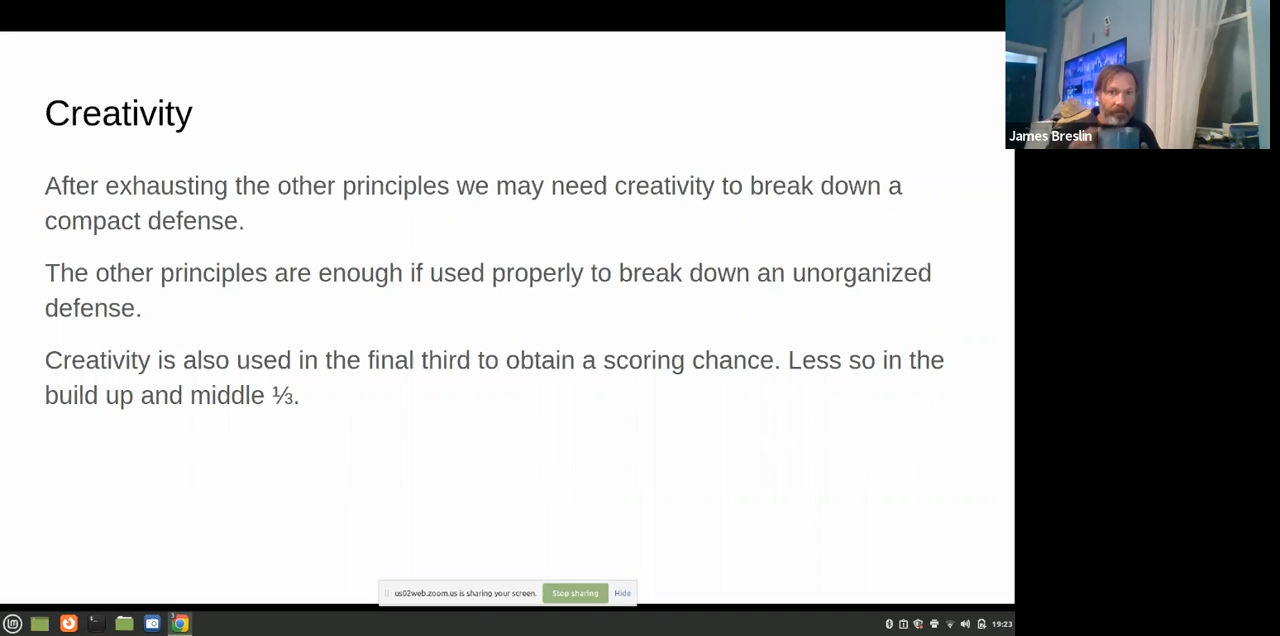 Creativity
James Breslin
After exhausting the other principles we may need creativity to break down a
compact defense.
The other principles are enough if used properly to break down an unorganized
defense.
Creativity is also used in the final third to obtain a scoring chance. Less so in the
build up and middle ⅓.
us02web.zoom.us is sharing your screen. Stop sharing Hide
3
19:23